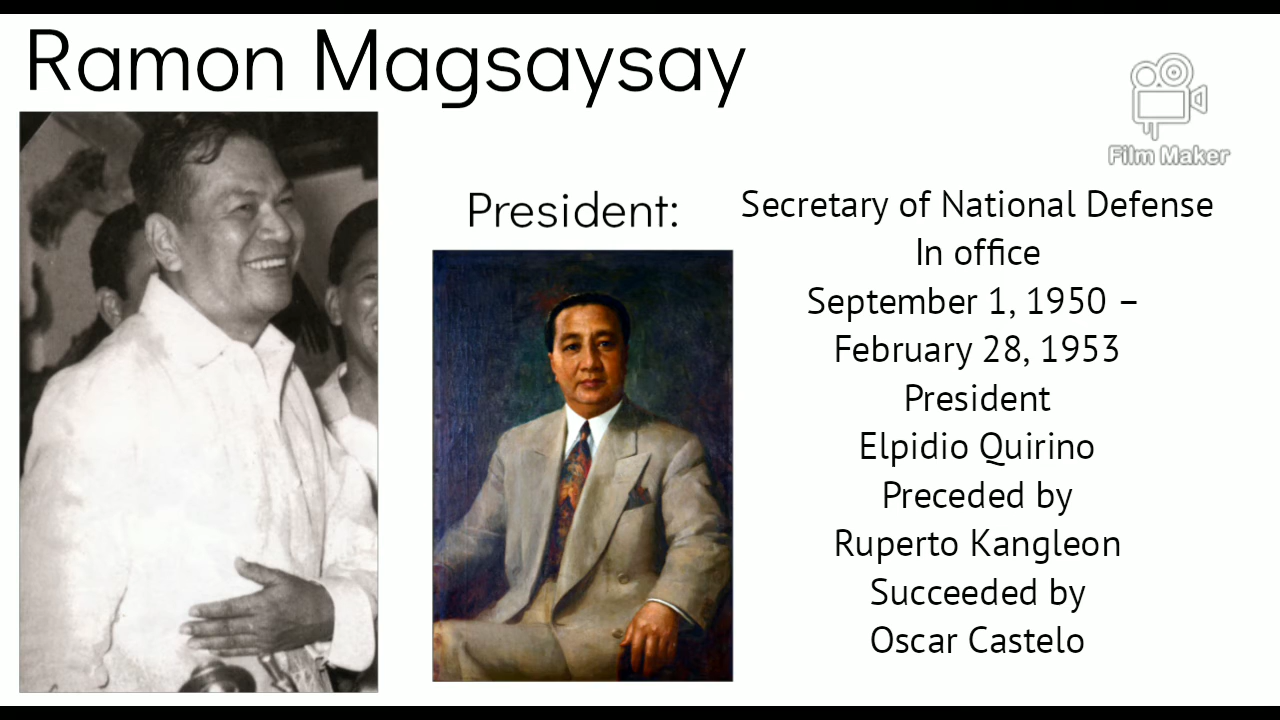 Ramon Magsaysay
Film Maker
President:
Secretary of National Defense
In office
September 1, 1950 –
February 28, 1953
President
Elpidio Quirino
Preceded by
Ruperto Kangleon
Succeeded by
Oscar Castelo